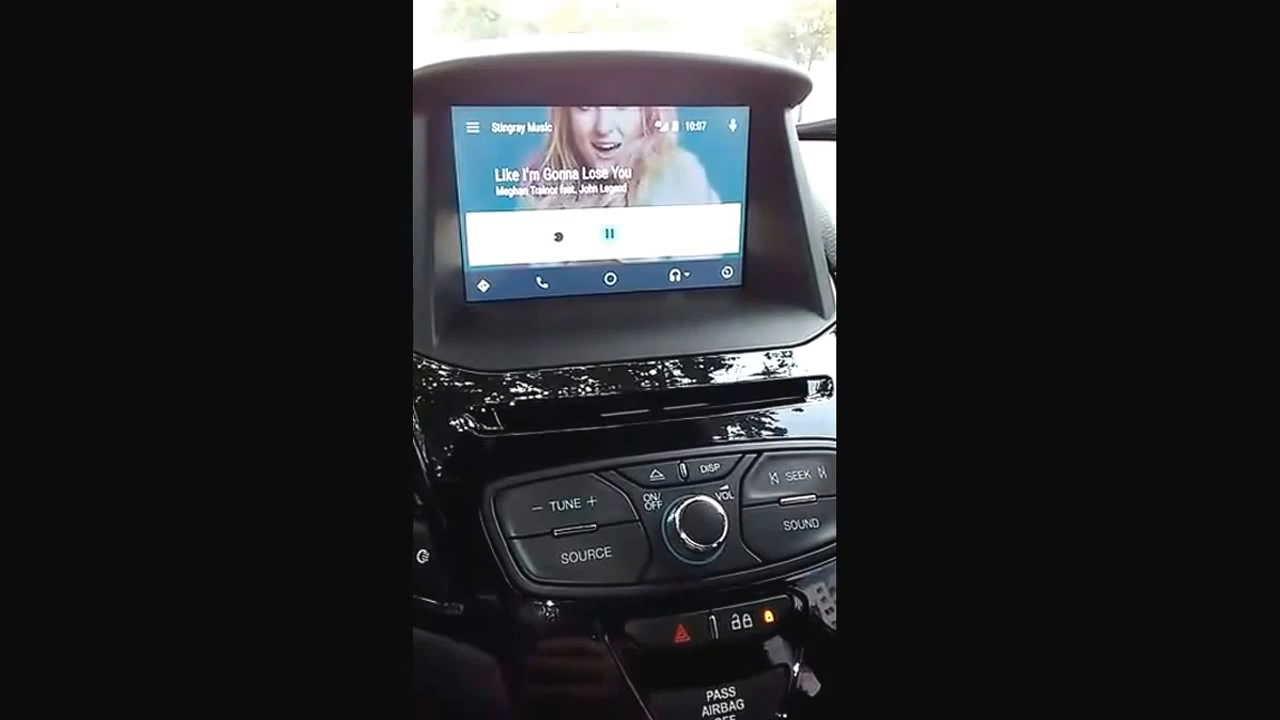 Stingray Music 10:07
Like I'm Gonna Lose You
Meghan Trainor feat. John Legend
DISP
SEEK
TUNE
ON/
OFF
VOL
SOURCE
SOUND
PASS
AIRBAG
OFF